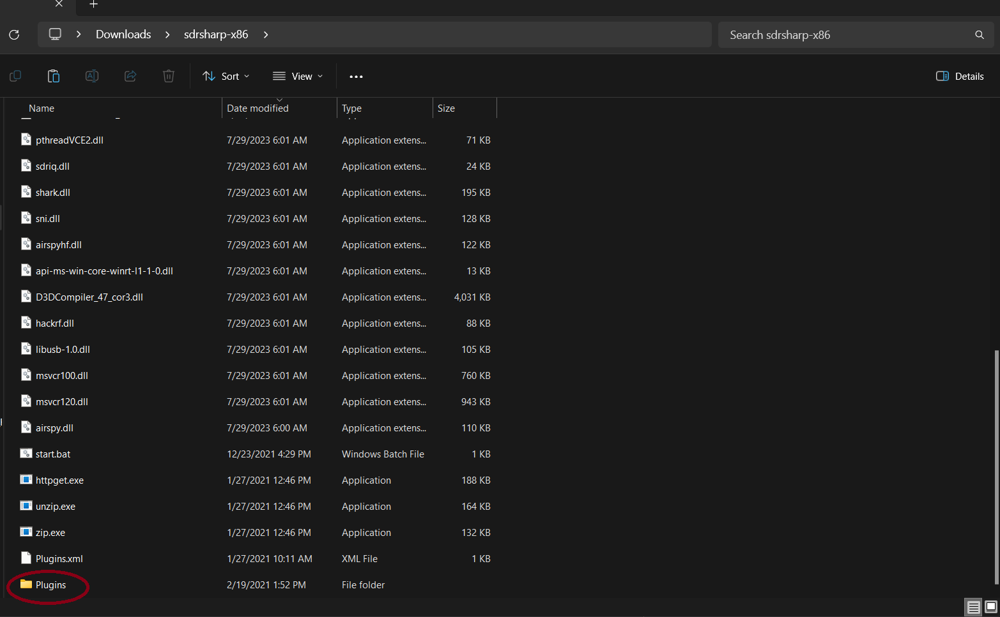 Downloads sdrsharp-x86 Search sdrsharp-x86
Sort View Details
Name Date modified Type Size
pthreadVCE2.dll 7/29/2023 6:01 AM Application extens... 71 KB
sdriq.dll 7/29/2023 6:01 AM Application extens... 24 KB
shark.dll 7/29/2023 6:01 AM Application extens... 195 KB
sni.dll 7/29/2023 6:01 AM Application extens... 128 KB
airspyhf.dll 7/29/2023 6:01 AM Application extens... 122 KB
api-ms-win-core-winrt-l1-1-0.dll 7/29/2023 6:01 AM Application extens... 13 KB
D3DCompiler_47_cor3.dll 7/29/2023 6:01 AM Application extens... 4,031 KB
hackrf.dll 7/29/2023 6:01 AM Application extens... 88 KB
libusb-1.0.dll 7/29/2023 6:01 AM Application extens... 105 KB
msvcr100.dll 7/29/2023 6:01 AM Application extens... 760 KB
msvcr120.dll 7/29/2023 6:01 AM Application extens... 943 KB
airspy.dll 7/29/2023 6:00 AM Application extens... 110 KB
start.bat 12/23/2021 4:29 PM Windows Batch File 1 KB
httpget.exe 1/27/2021 12:46 PM Application 188 KB
unzip.exe 1/27/2021 12:46 PM Application 164 KB
zip.exe 1/27/2021 12:46 PM Application 132 KB
Plugins.xml 1/27/2021 10:11 AM XML File 1 KB
Plugins 2/19/2021 1:52 PM File folder